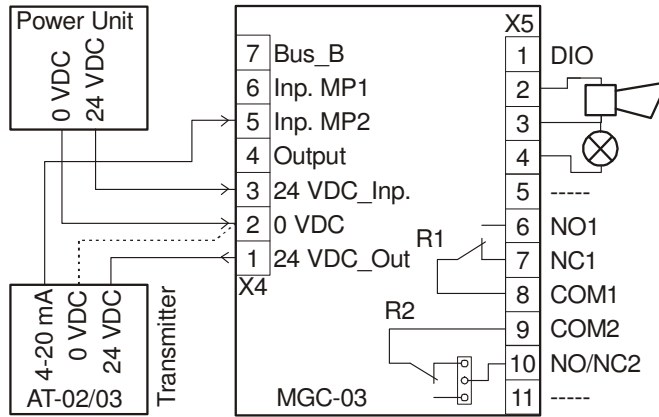 Power Unit
0 VDC
24 VDC
7 Bus_B
6 Inp. MP1
5 Inp. MP2
4 Output
3 24 VDC_Inp.
2 0 VDC
1 24 VDC_Out
X4
4-20 mA
0 VDC
24 VDC
AT-02/03
Transmitter
MGC-03
R1
R2
X5
1 DIO
2
3
4
5 -----
6 NO1
7 NC1
8 COM1
9 COM2
10 NO/NC2
11 -----